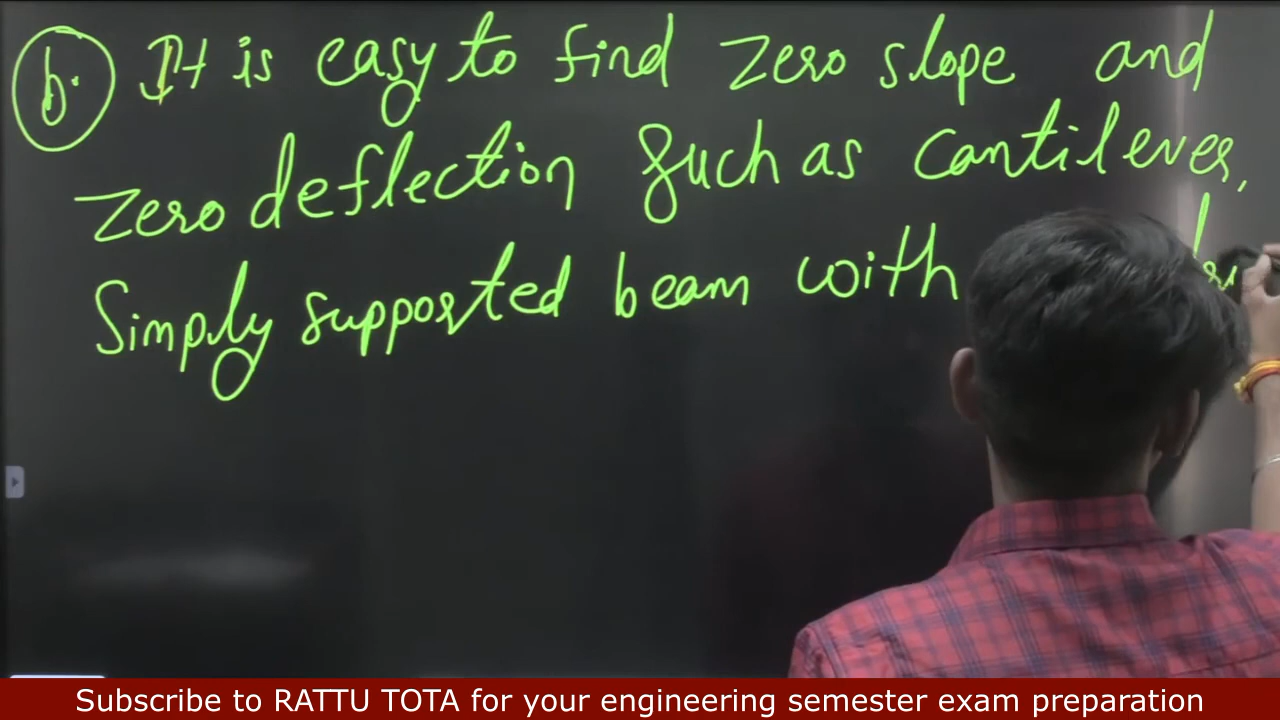 b. It is easy to find zero slope and
zero deflection such as cantilever,
Simply supported beam with
Subscribe to RATTU TOTA for your engineering semester exam preparation